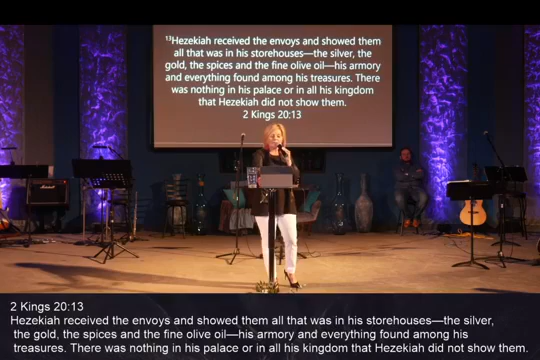 ¹³Hezekiah received the envoys and showed them
all that was in his storehouses—the silver, the
gold, the spices and the fine olive oil—his armory
and everything found among his treasures. There
was nothing in his palace or in all his kingdom
that Hezekiah did not show them.
2 Kings 20:13
Marshall
2 Kings 20:13
Hezekiah received the envoys and showed them all that was in his storehouses—the silver,
the gold, the spices and the fine olive oil—his armory and everything found among his
treasures. There was nothing in his palace or in all his kingdom that Hezekiah did not show them.